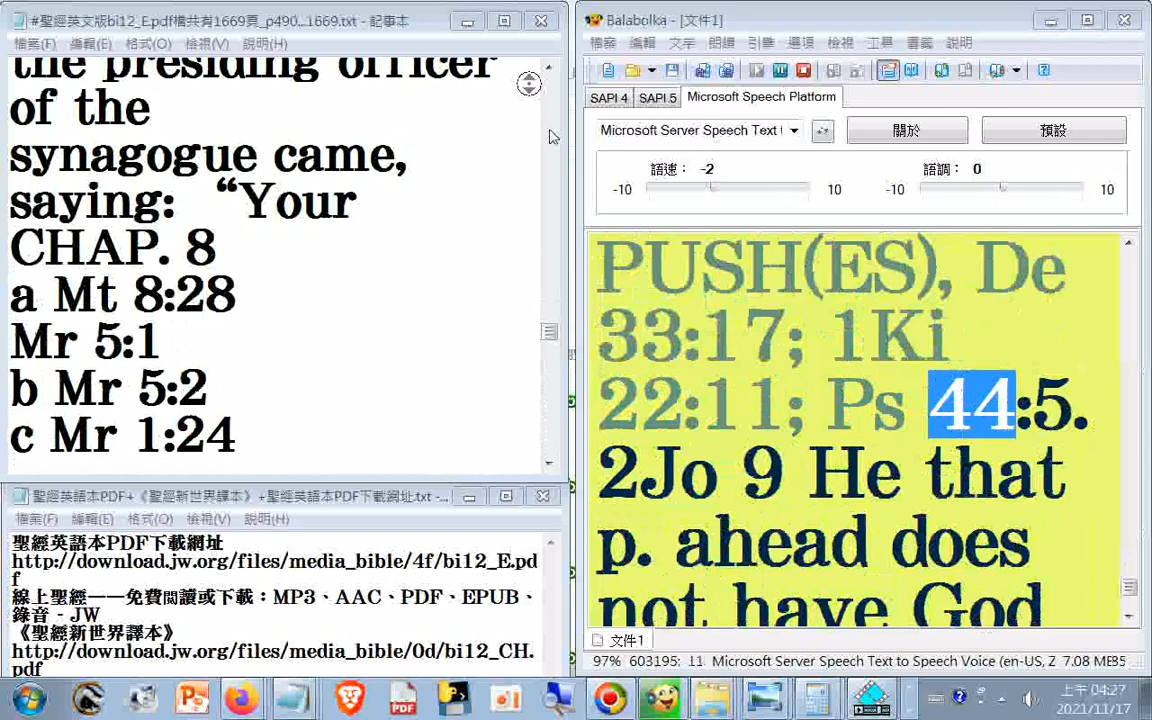 #聖經英文版bi12_E.pdf檔共有1669頁_p490...1669.txt - 記事本
檔案(F) 編輯(E) 格式(O) 檢視(V) 說明(H)
the presiding officer
of the
synagogue came,
saying: “Your
CHAP. 8
a Mt 8:28
Mr 5:1
b Mr 5:2
c Mr 1:24
聖經英語本PDF+《聖經新世界譯本》+聖經英語本PDF下載網址.txt - ...
檔案(F) 編輯(E) 格式(O) 檢視(V) 說明(H)
聖經英語本PDF下載網址
http://download.jw.org/files/media_bible/4f/bi12_E.pd
f
線上聖經——免費閱讀或下載：MP3、AAC、PDF、EPUB、
錄音 - JW
《聖經新世界譯本》
http://download.jw.org/files/media_bible/0d/bi12_CH.
pdf
Balabolka - [文件1]
檔案 編輯 文字 朗讀 引擎 選項 檢視 工具 書籤 說明
SAPI 4 SAPI 5 Microsoft Speech Platform
Microsoft Server Speech Text 關於 預設
語速： -2 語調： 0
-10 10 -10 10
PUSH(ES), De
33:17; 1Ki
22:11; Ps 44:5.
2Jo 9 He that
p. ahead does
not have God
文件1
97% 603195: 11 Microsoft Server Speech Text to Speech Voice (en-US, Z 7.08 MB
上午 04:27
2021/11/17